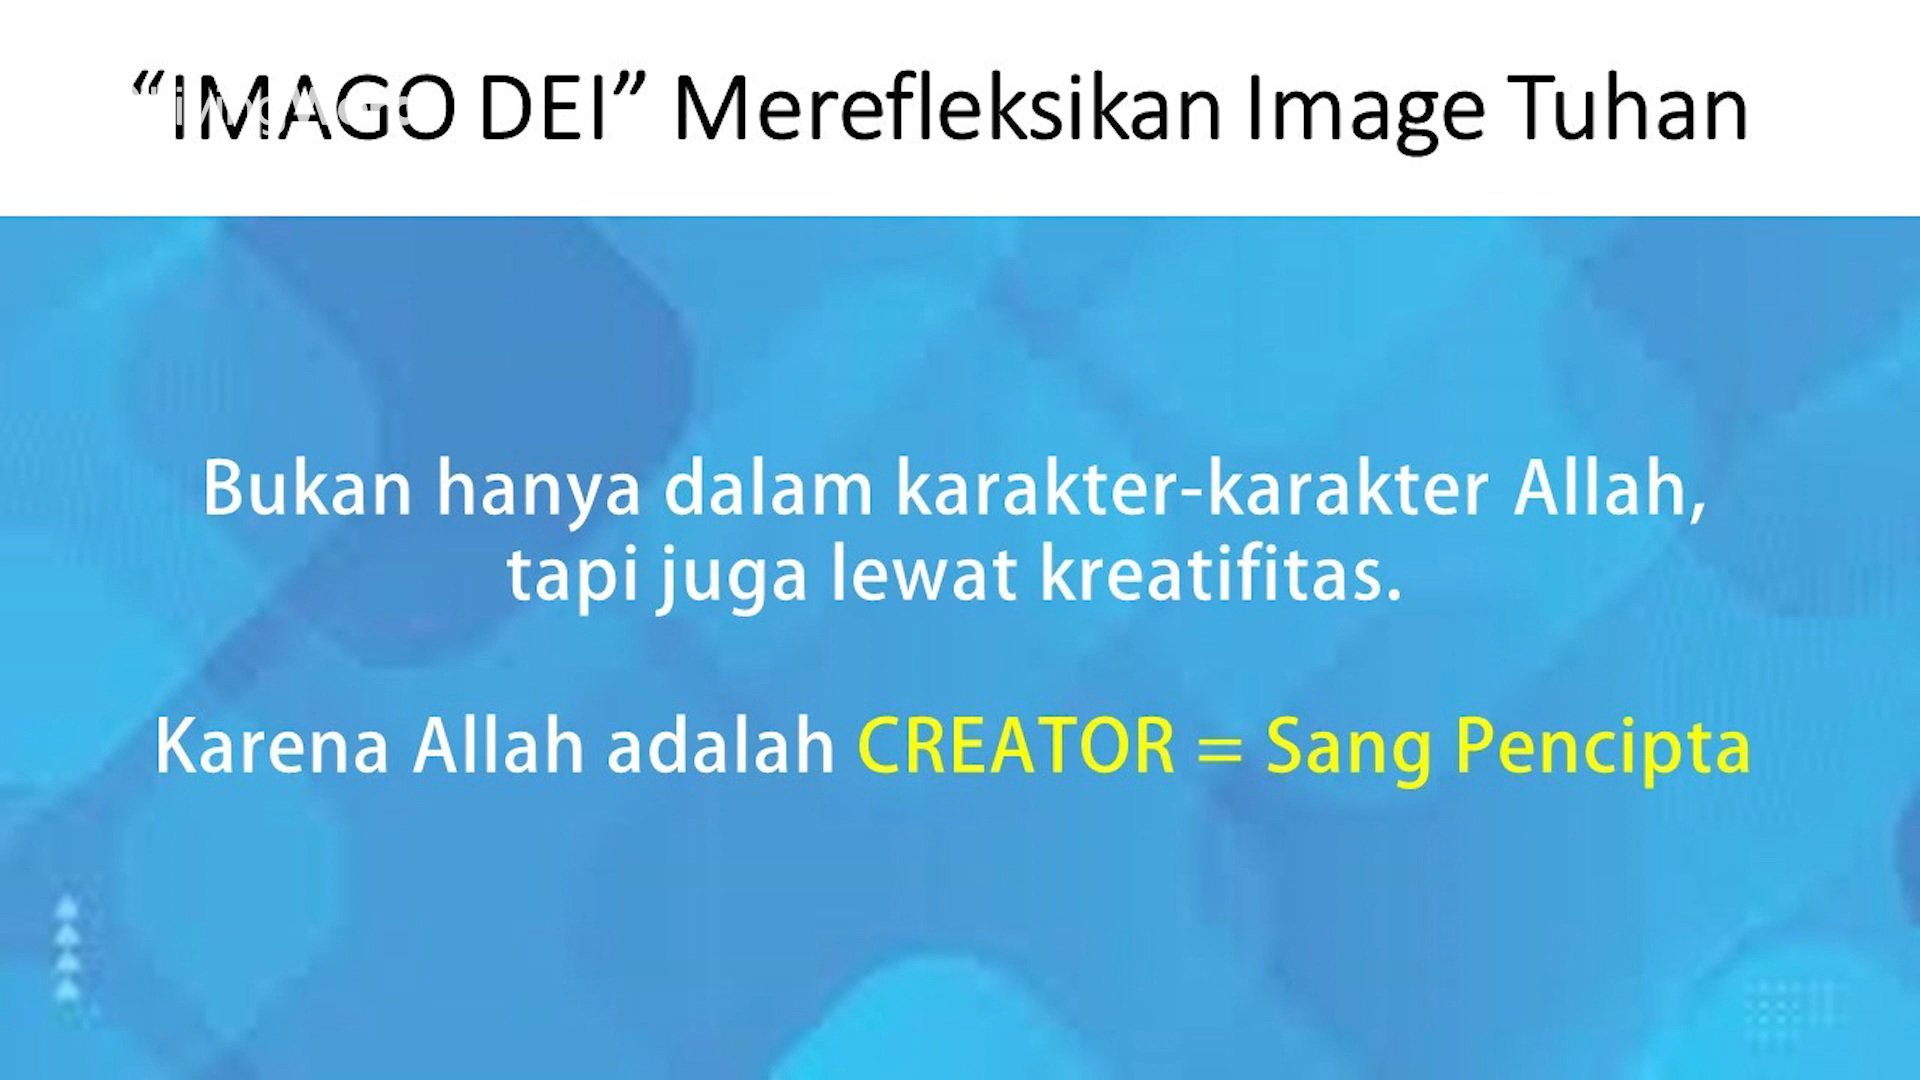 “IMAGO DEI” Merefleksikan Image Tuhan
Bukan hanya dalam karakter-karakter Allah,
tapi juga lewat kreatifitas.
Karena Allah adalah CREATOR = Sang Pencipta